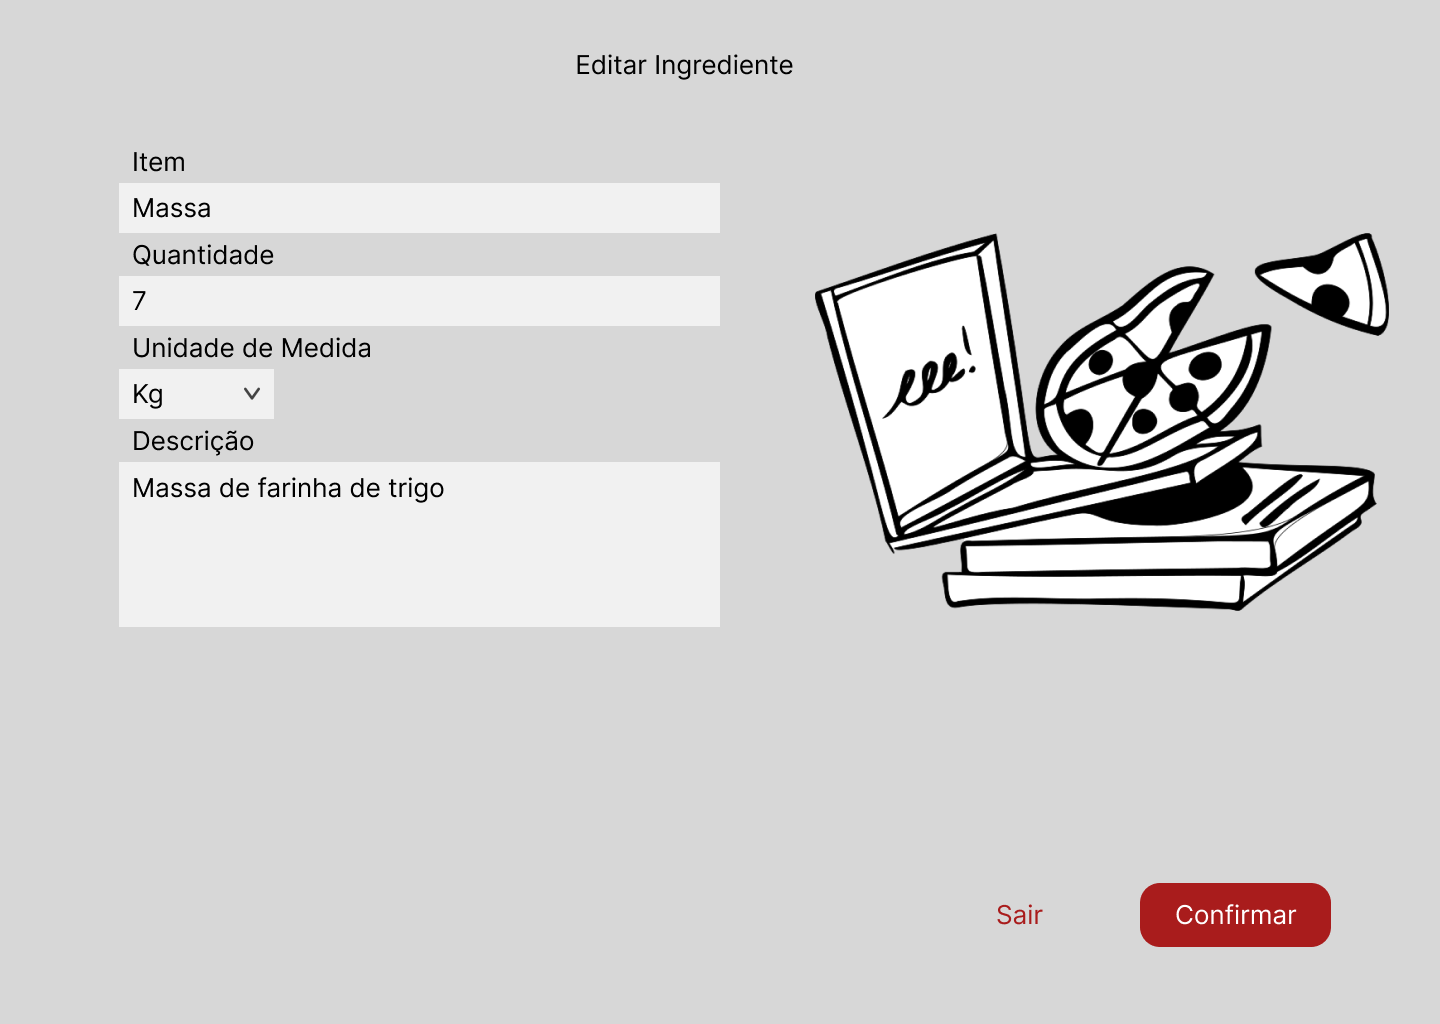 Editar Ingrediente
Item
Massa
Quantidade
7
Unidade de Medida
Kg
Descrição
Massa de farinha de trigo
Sair
Confirmar